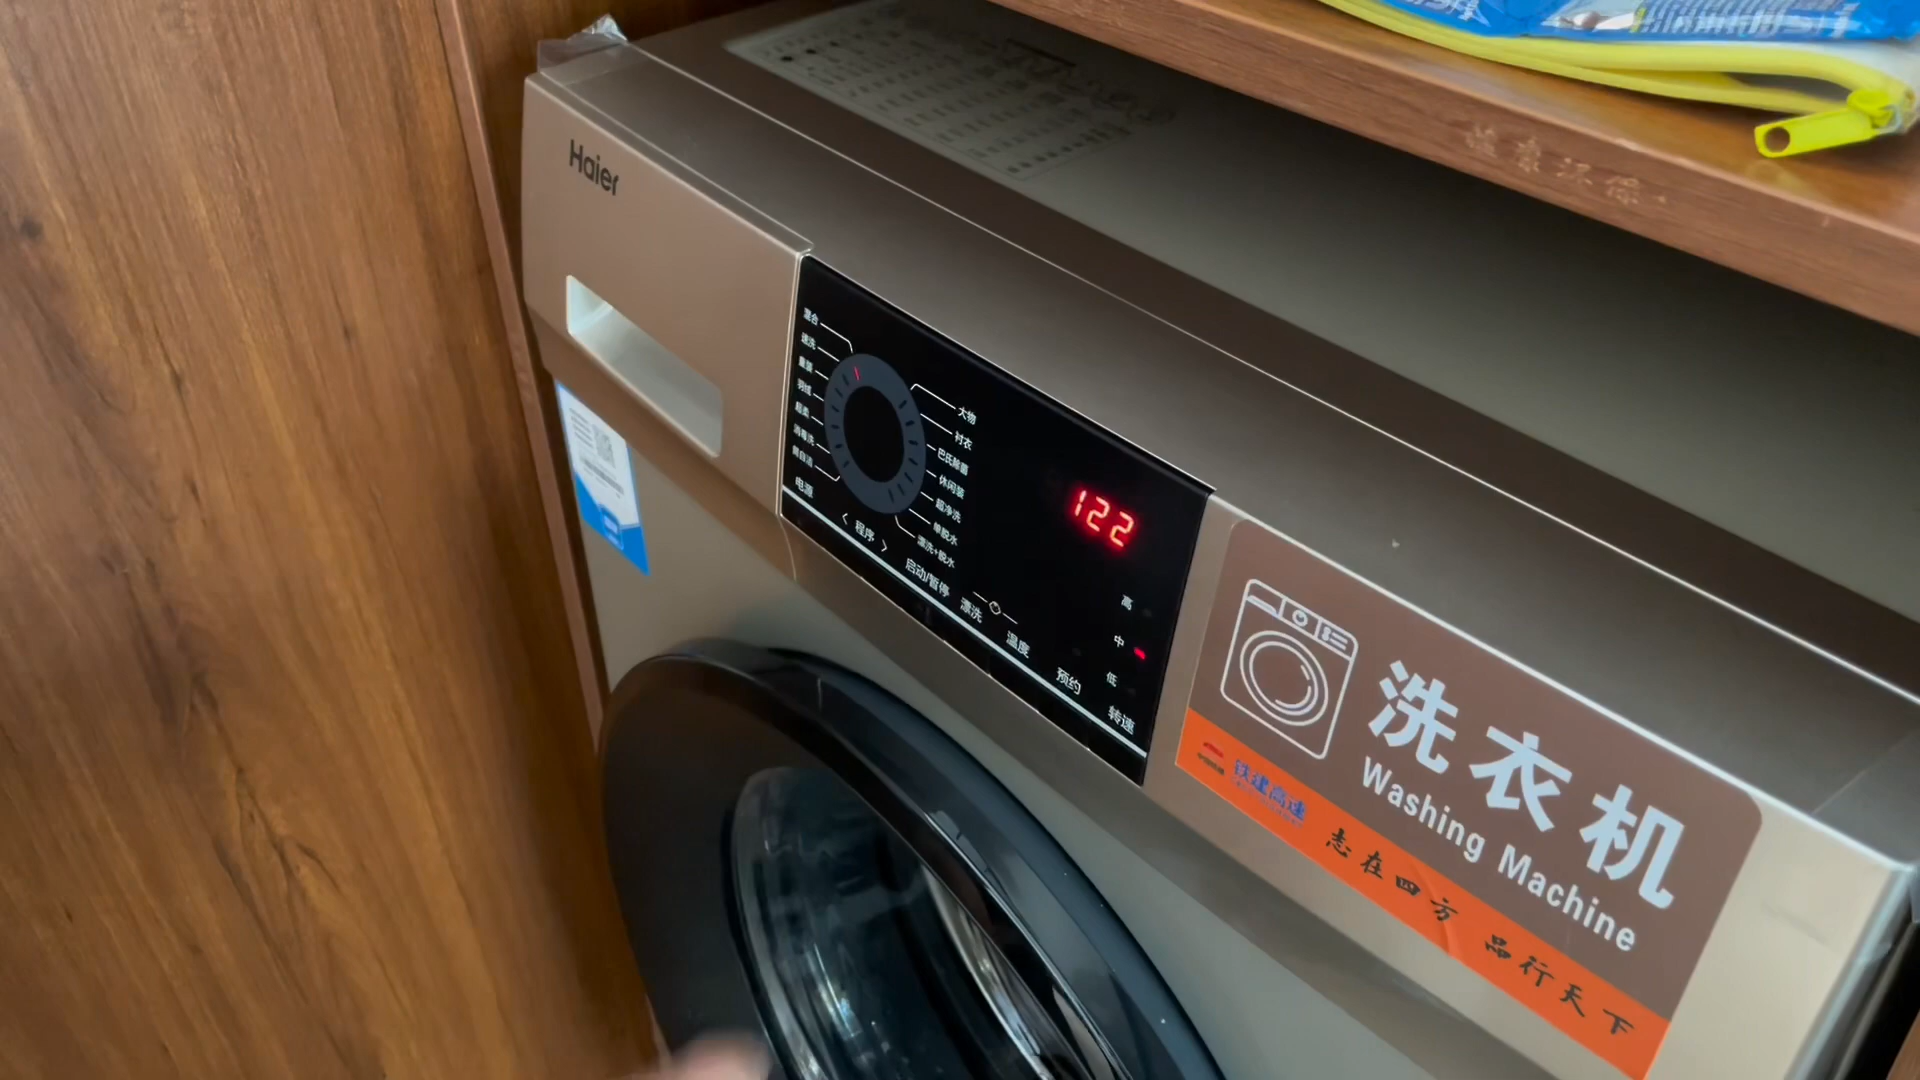 Haier
混合
速洗
羽绒
超柔
消毒洗
筒自洁
电源
大物
衬衣
巴氏除菌
休闲装
超净洗
单脱水
漂洗+脱水
< 程序 >
启动/暂停
漂洗
温度
预约
转速
122
高
中
低
洗衣机
Washing Machine
铁建高速
志在四方 品行天下